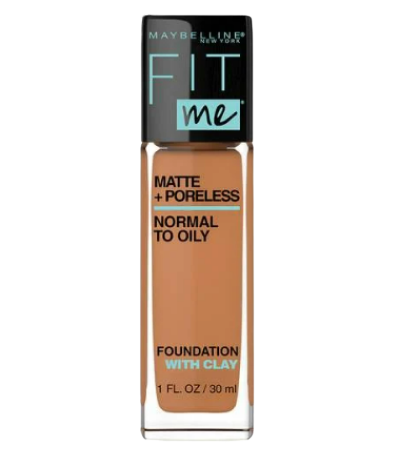 MAYBELLINE®
NEW YORK
FIT
me®
MATTE
+ PORELESS
NORMAL
TO OILY
FOUNDATION
WITH CLAY
1 FL. OZ / 30 ml